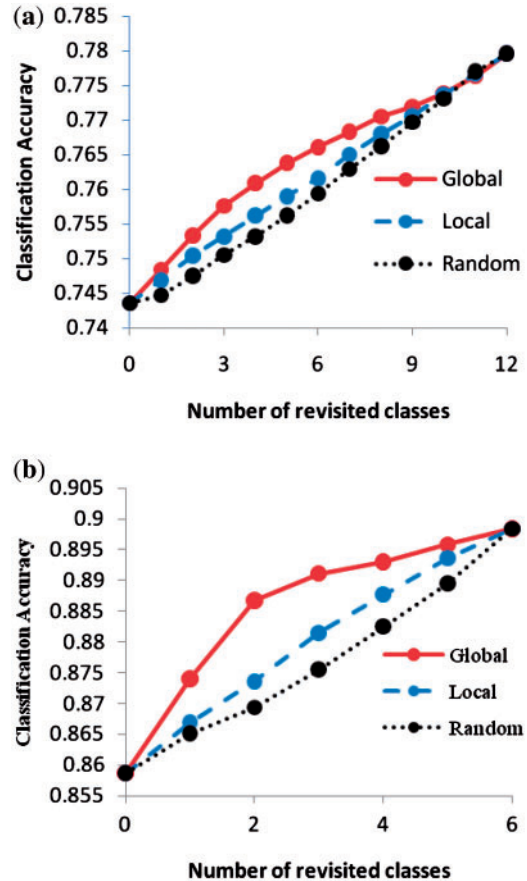 (a)
Classification Accuracy
0.785
0.78
0.775
0.77
0.765
0.76
0.755
0.75
0.745
0.74
Global
Local
Random
0 3 6 9 12
Number of revisited classes
(b)
Classification Accuracy
0.905
0.9
0.895
0.89
0.885
0.88
0.875
0.87
0.865
0.86
0.855
Global
Local
Random
0 2 4 6
Number of revisited classes